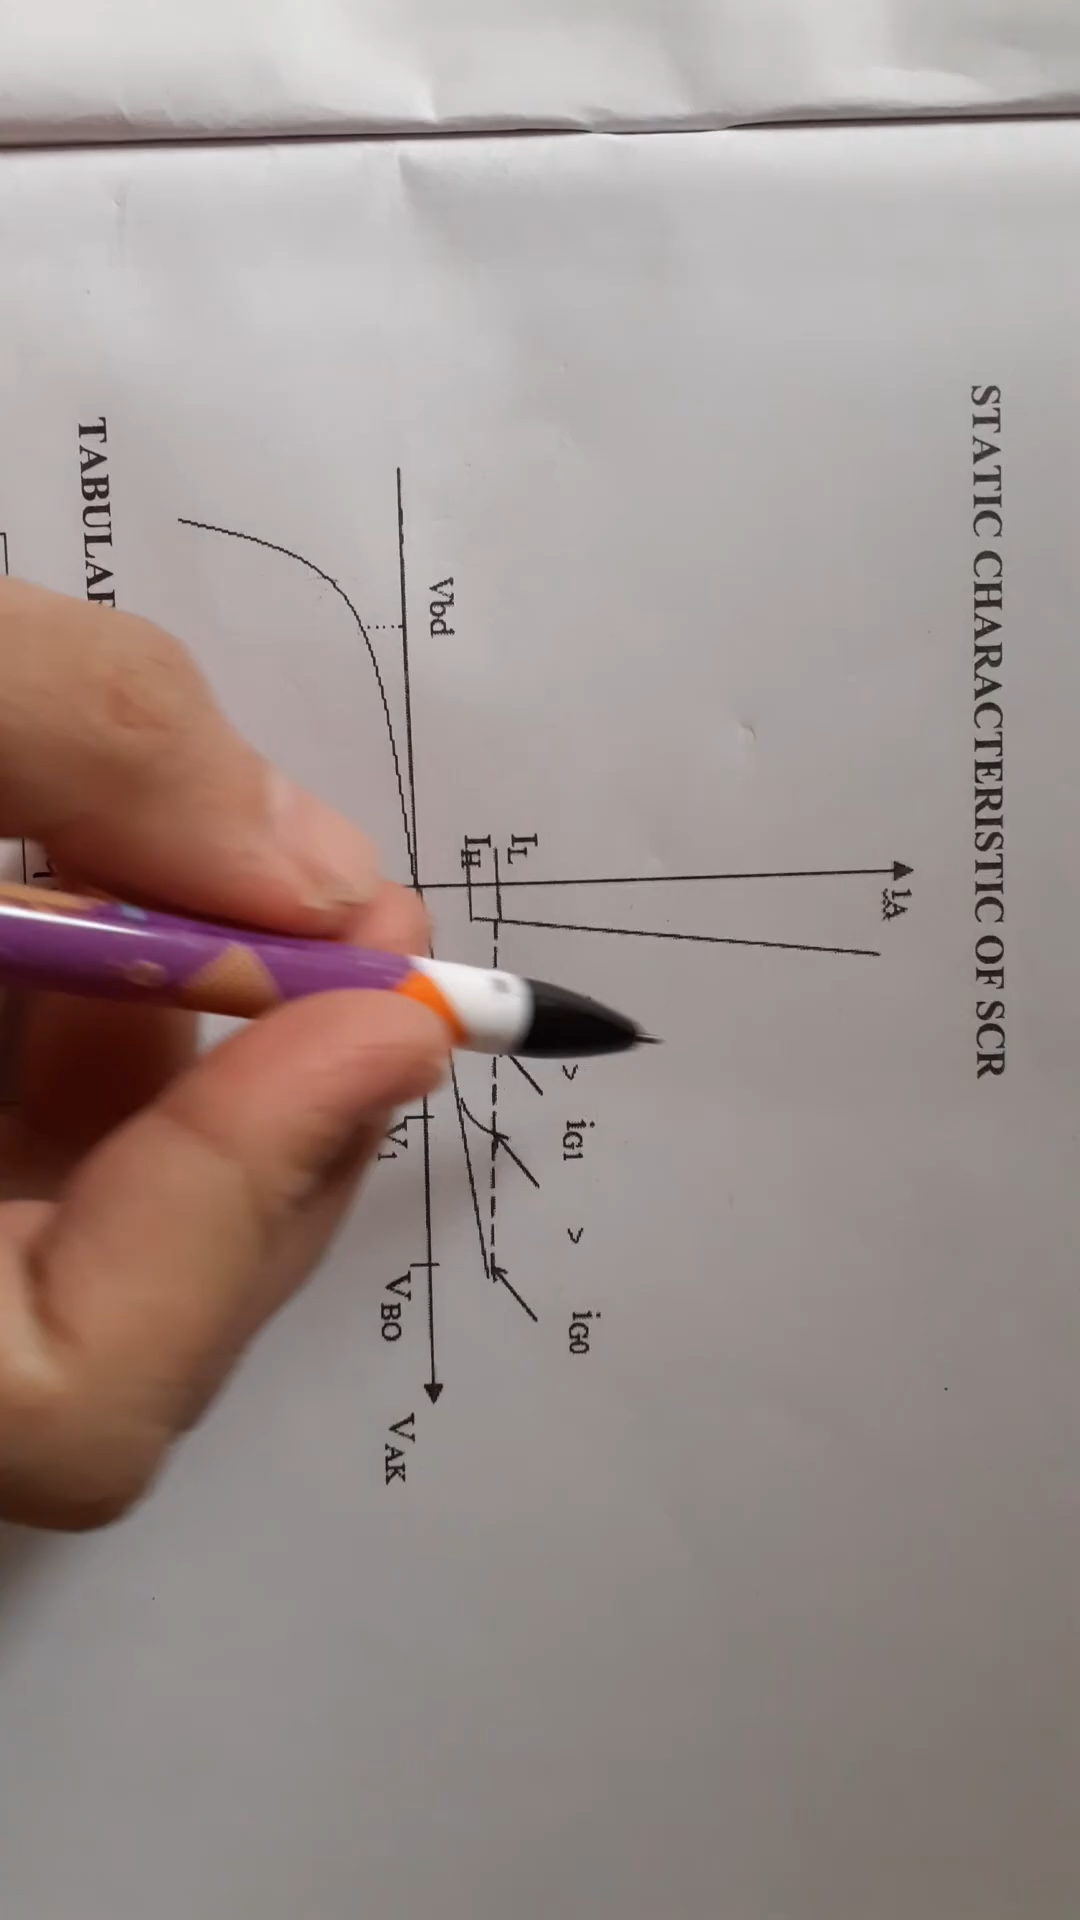 STATIC CHARACTERISTIC OF SCR
iA
> iG1 > iG0
IL
IH
Vbd
V1
VBO
VAK
TABULAR